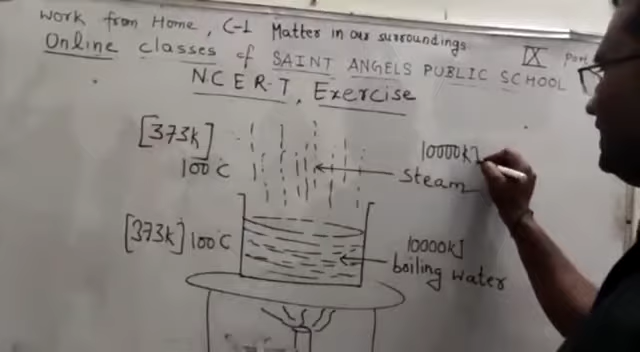 Work from Home, C-1 Matter in our surroundings.
Online classes of SAINT ANGELS PUBLIC SCHOOL
IX
NCERT, Exercise
[373K]
100°C
10000KJ
Steam
[373K] 100°C
10000KJ
boiling water